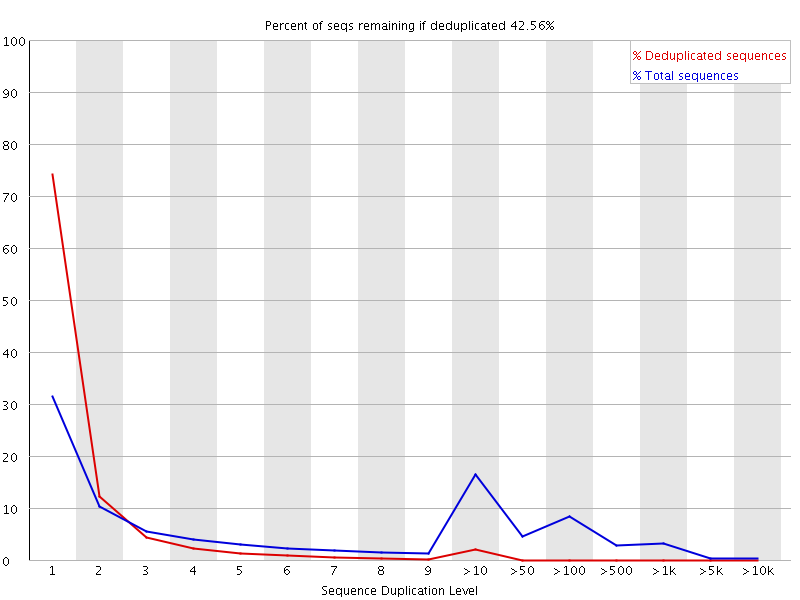 Percent of seqs remaining if deduplicated 42.56%
% Deduplicated sequences
% Total sequences
100
90
80
70
60
50
40
30
20
10
0
1 2 3 4 5 6 7 8 9 >10 >50 >100 >500 >1k >5k >10k
Sequence Duplication Level